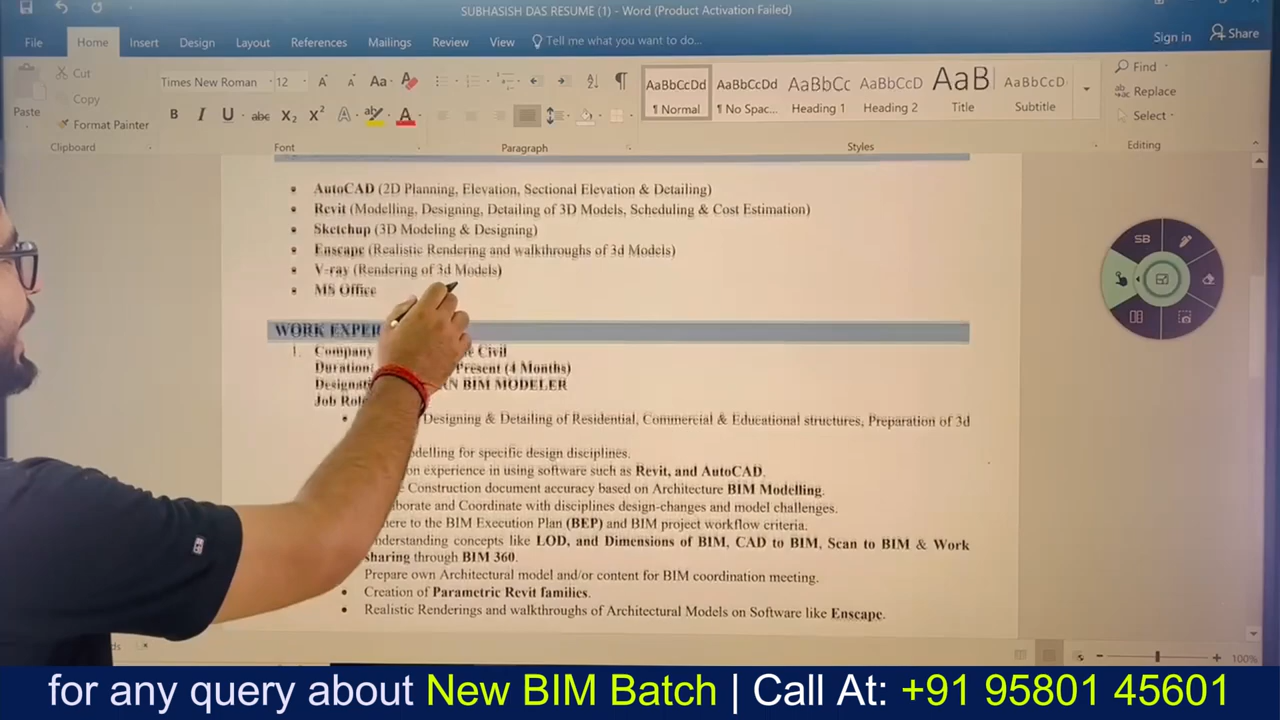 SUBHASISH DAS RESUME (1) - Word (Product Activation Failed)
File Home Insert Design Layout References Mailings Review View Tell me what you want to do... Sign in Share
Cut
Copy
Format Painter
Paste
Clipboard
Times New Roman 12
Font
Paragraph
AaBbCcDd AaBbCcDd AaBbCc AaBbCcD AaB AaBbCcD
¶ Normal ¶ No Spac... Heading 1 Heading 2 Title Subtitle
Styles
Find
Replace
Select
Editing
• AutoCAD (2D Planning, Elevation, Sectional Elevation & Detailing)
• Revit (Modelling, Designing, Detailing of 3D Models, Scheduling & Cost Estimation)
• Sketchup (3D Modeling & Designing)
• Enscape (Realistic Rendering and walkthroughs of 3d Models)
• V-ray (Rendering of 3d Models)
• MS Office
SB
WORK EXPER
1. Company Civil
Duration: Present (4 Months)
BIM MODELER
Job
Designing & Detailing of Residential, Commercial & Educational structures, Preparation of 3d
for specific design disciplines.
experience in using software such as Revit, and AutoCAD.
Construction document accuracy based on Architecture BIM Modelling.
and Coordinate with disciplines design-changes and model challenges.
to the BIM Execution Plan (BEP) and BIM project workflow criteria.
concepts like LOD, and Dimensions of BIM, CAD to BIM, Scan to BIM & Work
sharing through BIM 360.
Prepare own Architectural model and/or content for BIM coordination meeting.
• Creation of Parametric Revit families.
• Realistic Renderings and walkthroughs of Architectural Models on Software like Enscape.
100%
for any query about New BIM Batch | Call At: +91 95801 45601